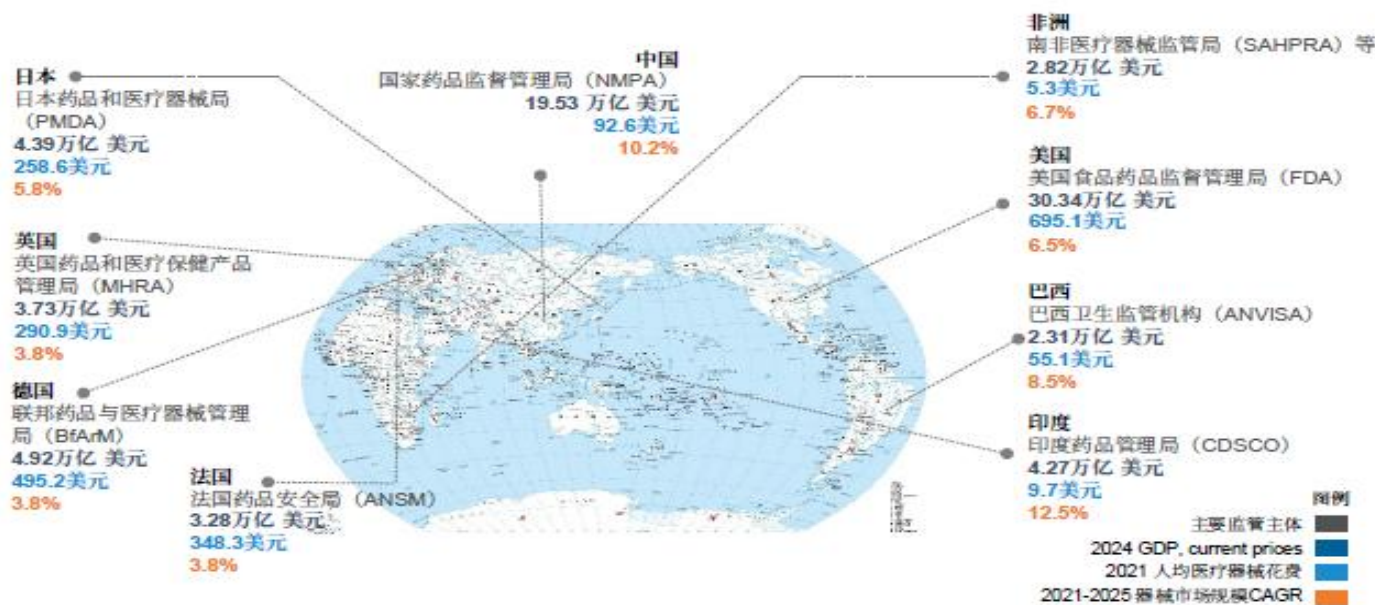 日本
日本药品和医疗器械局
（PMDA）
4.39万亿 美元
258.6美元
5.8%
英国
英国药品和医疗保健产品
管理局（MHRA）
3.73万亿 美元
290.9美元
3.8%
德国
联邦药品与医疗器械管理
局（BfArM）
4.92万亿 美元
495.2美元
3.8%
法国
法国药品安全局（ANSM）
3.28万亿 美元
348.3美元
3.8%
中国
国家药品监督管理局（NMPA）
19.53 万亿 美元
92.6美元
10.2%
非洲
南非医疗器械监管局（SAHPRA）等
2.82万亿 美元
5.3美元
6.7%
美国
美国食品药品监督管理局（FDA）
30.34万亿 美元
695.1美元
6.5%
巴西
巴西卫生监管机构（ANVISA）
2.31万亿 美元
55.1美元
8.5%
印度
印度药品管理局（CDSCO）
4.27万亿 美元
9.7美元
12.5%
图例
主要监管主体
2024 GDP, current prices
2021 人均医疗器械花费
2021-2025 器械市场规模CAGR